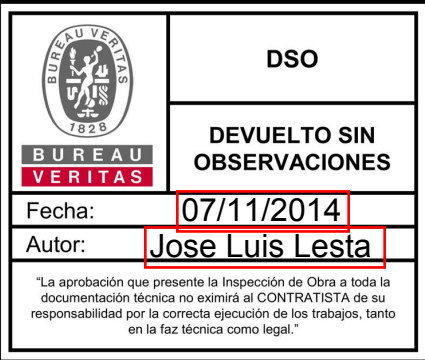 BUREAU VERITAS
1828
BUREAU
VERITAS
DSO
DEVUELTO SIN
OBSERVACIONES
Fecha: 07/11/2014
Autor: Jose Luis Lesta
“La aprobación que presente la Inspección de Obra a toda la
documentación técnica no eximirá al CONTRATISTA de su
responsabilidad por la correcta ejecución de los trabajos, tanto
en la faz técnica como legal.”